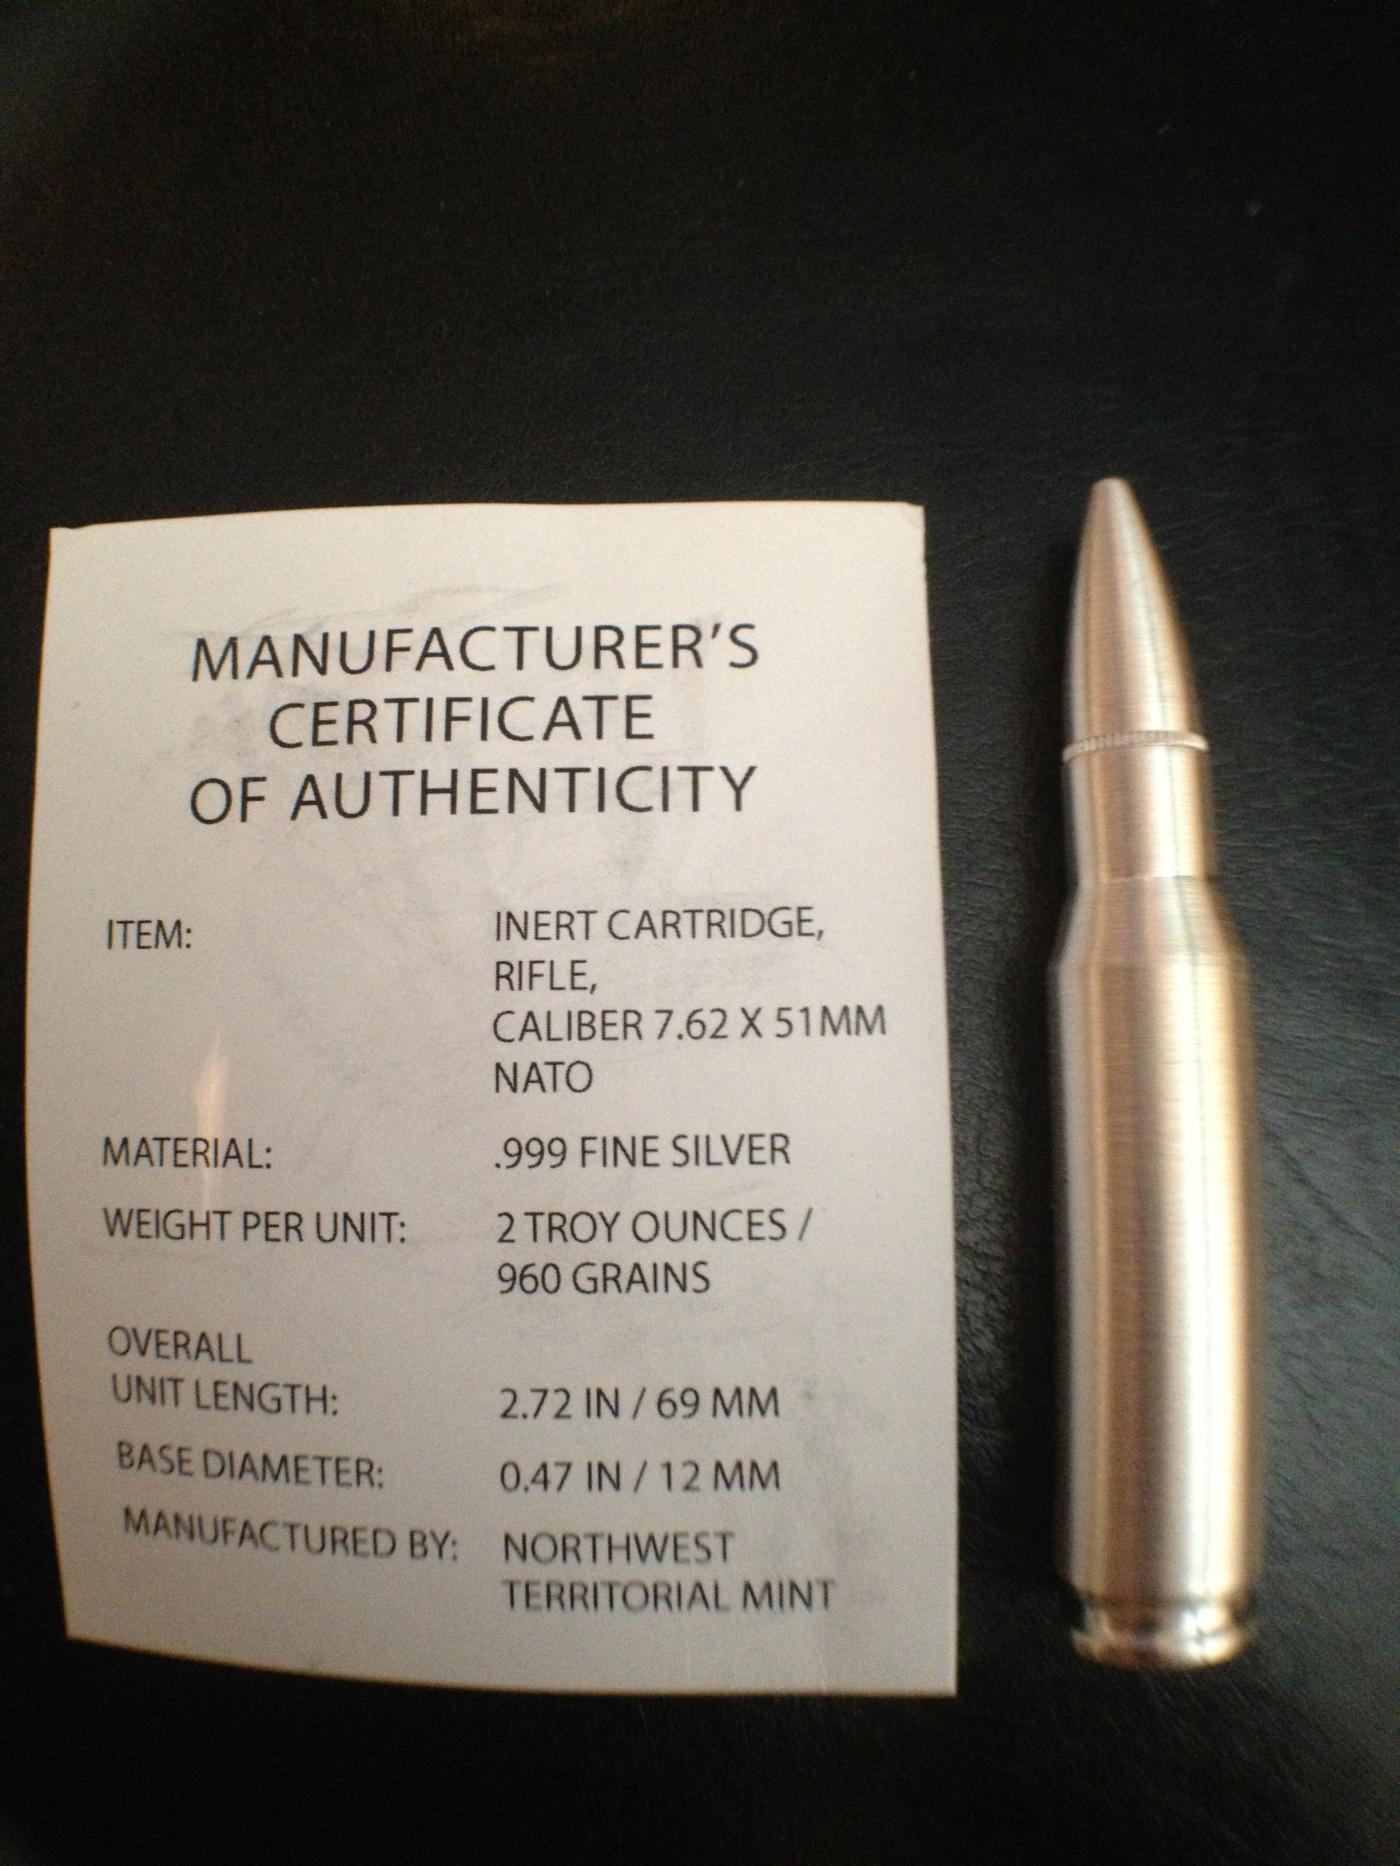 MANUFACTURER'S
CERTIFICATE
OF AUTHENTICITY
ITEM: INERT CARTRIDGE,
RIFLE,
CALIBER 7.62 X 51MM
NATO
MATERIAL: .999 FINE SILVER
WEIGHT PER UNIT: 2 TROY OUNCES /
960 GRAINS
OVERALL
UNIT LENGTH: 2.72 IN / 69 MM
BASE DIAMETER: 0.47 IN / 12 MM
MANUFACTURED BY: NORTHWEST
TERRITORIAL MINT